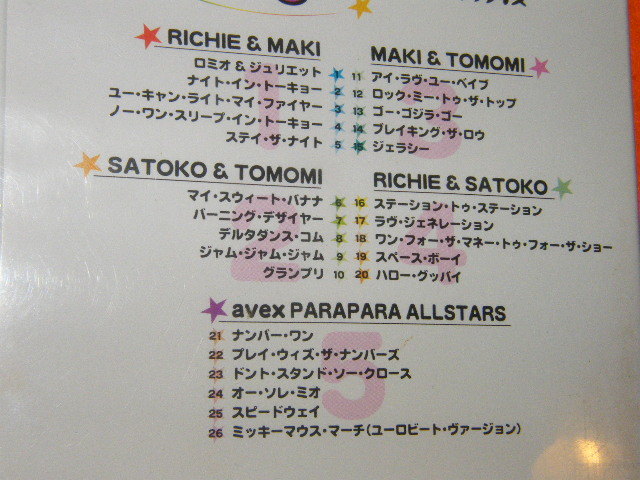 RICHIE & MAKI
ロミオ & ジュリエット 1
ナイト・イン・トーキョー 2
ユー・キャン・ライト・マイ・ファイヤー 3
ノー・ワン・スリープ・イン・トーキョー 4
ステイ・ザ・ナイト 5
1
MAKI & TOMOMI
11 アイ・ラヴ・ユー・ベイブ
12 ロック・ミー・トゥ・ザ・トップ
13 ゴー・ゴジラ・ゴー
14 ブレイキング・ザ・ロウ
15 ジェラシー
3
SATOKO & TOMOMI
マイ・スウィート・バナナ 6
バーニング・デザイヤー 7
デルタダンス・コム 8
ジャム・ジャム・ジャム 9
グランプリ 10
2
RICHIE & SATOKO
16 ステーション・トゥ・ステーション
17 ラヴ・ジェネレーション
18 ワン・フォー・ザ・マネー・トゥ・フォー・ザ・ショー
19 スペース・ボーイ
20 ハロー・グッバイ
4
avex PARAPARA ALLSTARS
21 ナンバー・ワン
22 プレイ・ウィズ・ザ・ナンバーズ
23 ドント・スタンド・ソー・クロース
24 オー・ソレ・ミオ
25 スピードウェイ
26 ミッキーマウス・マーチ(ユーロビート・ヴァージョン)
5